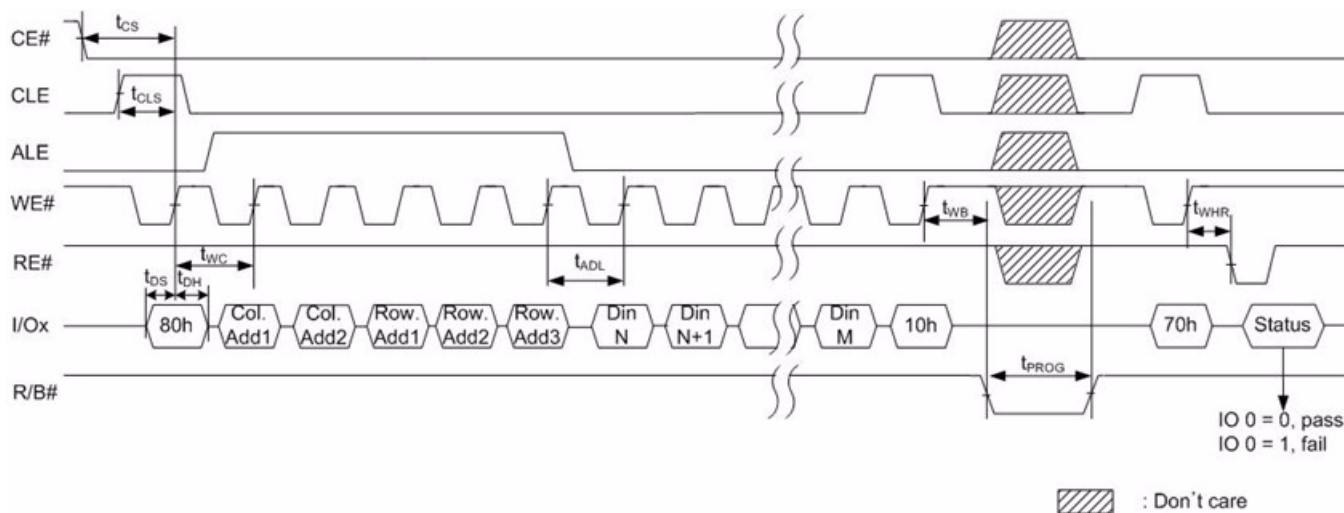 CE#
tCS
CLE
tCLS
ALE
WE#
tWB
tWHR
RE#
tDS
tDH
tWC
tADL
I/Ox
80h
Col. Add1
Col. Add2
Row. Add1
Row. Add2
Row. Add3
Din N
Din N+1
Din M
10h
70h
Status
R/B#
tPROG
IO 0 = 0, pass
IO 0 = 1, fail
: Don't care